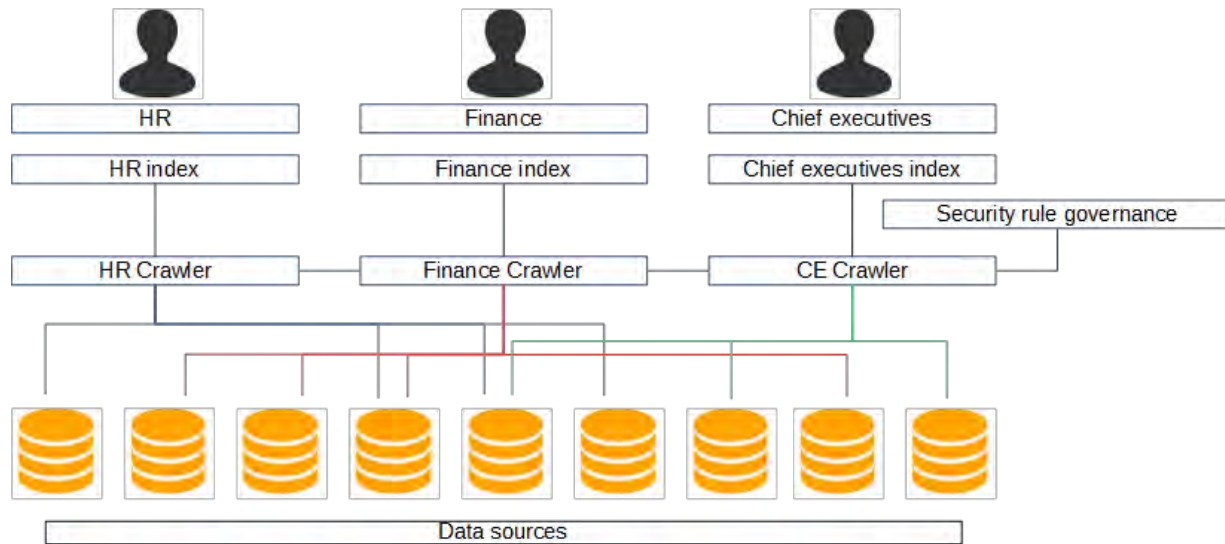 HR
Finance
Chief executives
HR index
Finance index
Chief executives index
Security rule governance
HR Crawler
Finance Crawler
CE Crawler
Data sources